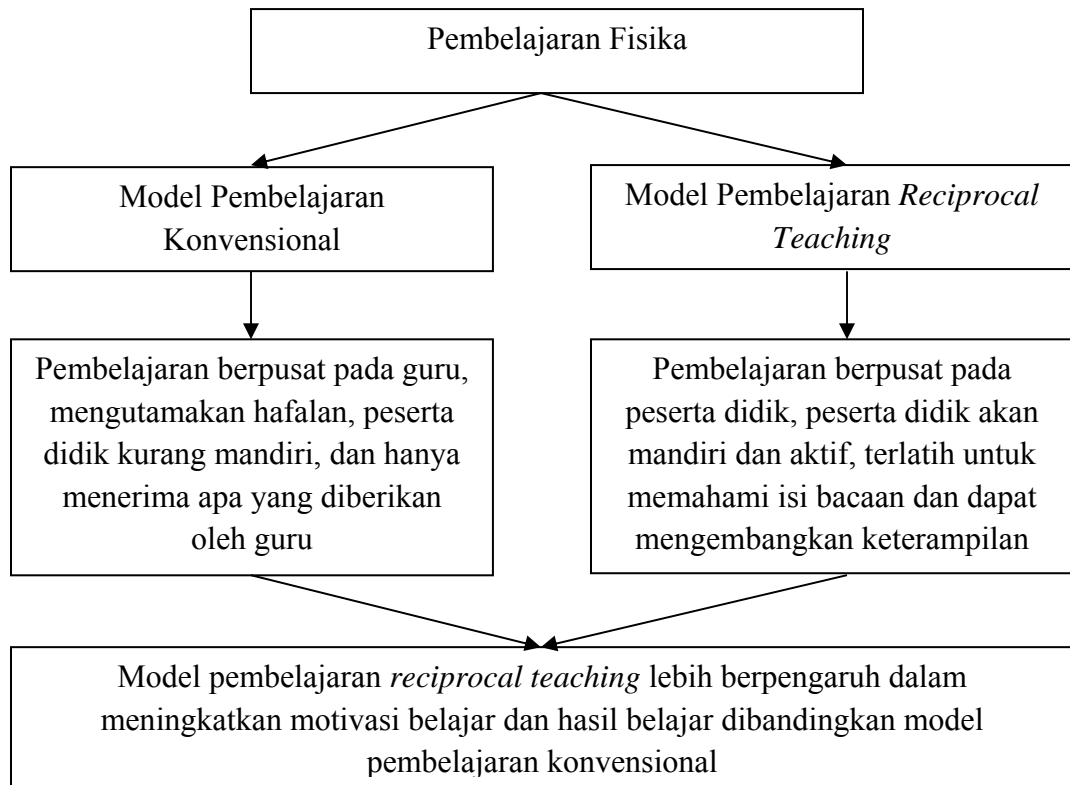 Pembelajaran Fisika
Model Pembelajaran
Konvensional
Model Pembelajaran Reciprocal
Teaching
Pembelajaran berpusat pada guru,
mengutamakan hafalan, peserta
didik kurang mandiri, dan hanya
menerima apa yang diberikan
oleh guru
Pembelajaran berpusat pada
peserta didik, peserta didik akan
mandiri dan aktif, terlatih untuk
memahami isi bacaan dan dapat
mengembangkan keterampilan
Model pembelajaran reciprocal teaching lebih berpengaruh dalam
meningkatkan motivasi belajar dan hasil belajar dibandingkan model
pembelajaran konvensional